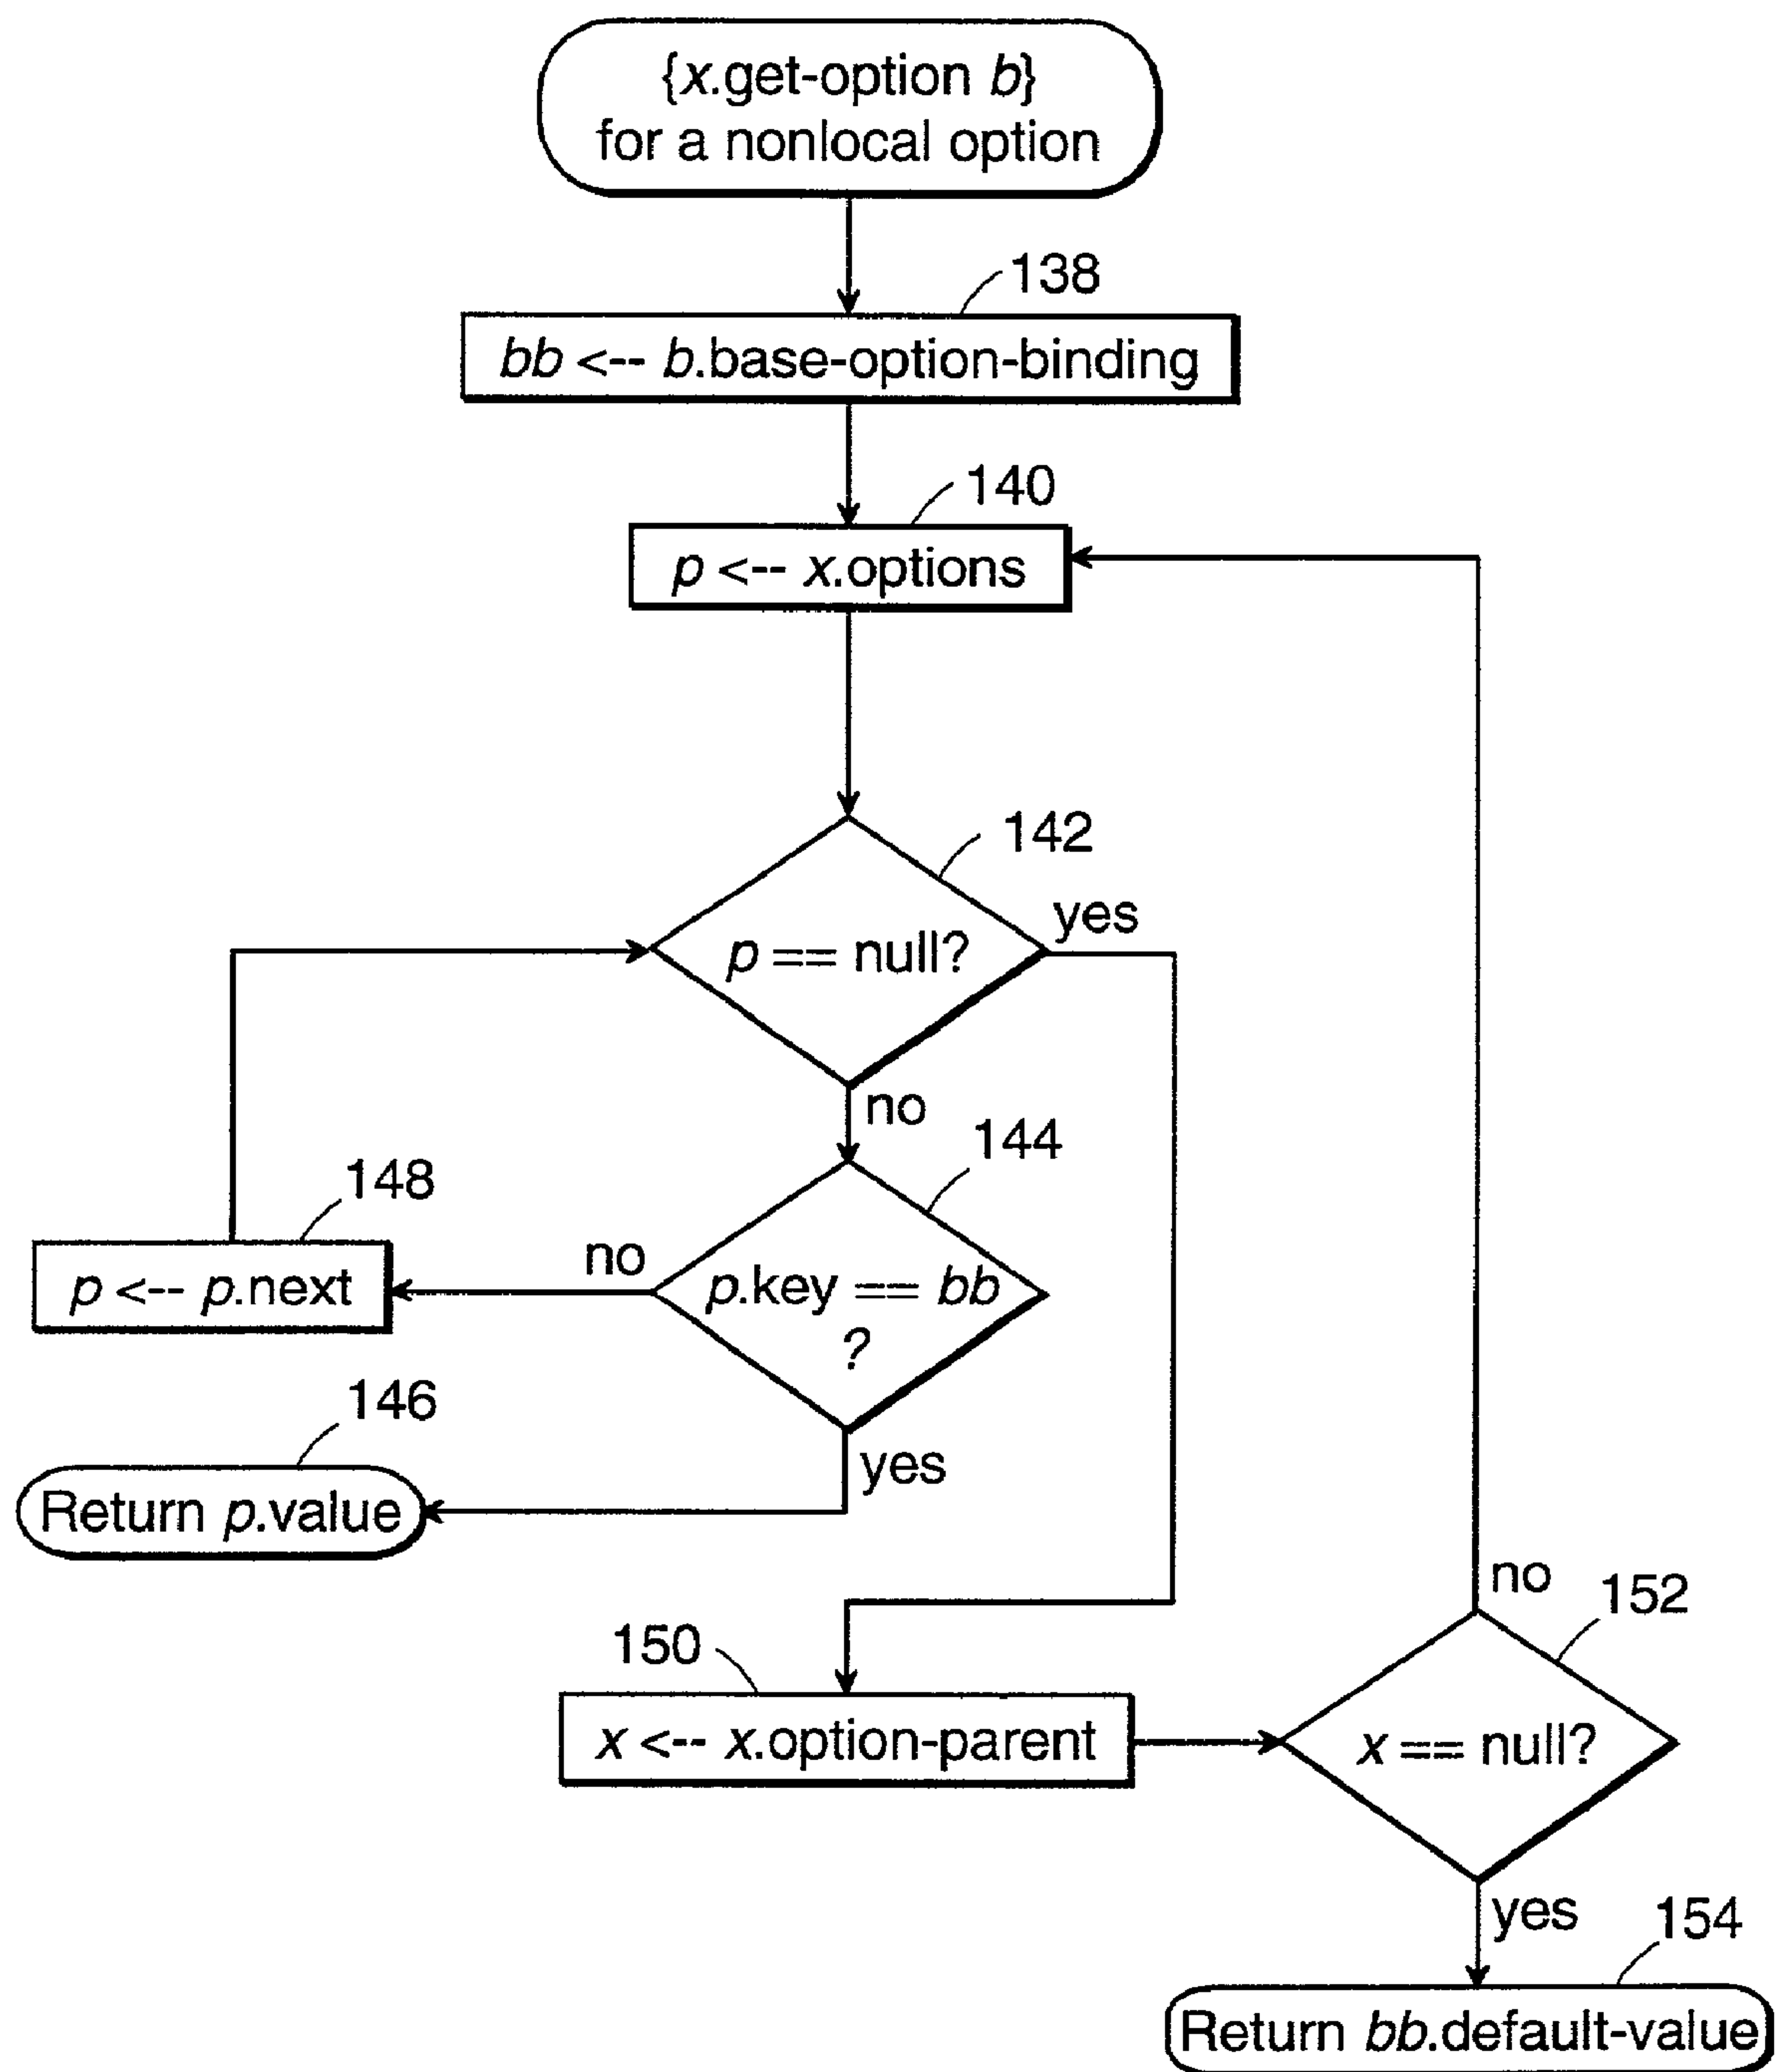 {x.get-option b}
for a nonlocal option
138
bb <-- b.base-option-binding
140
p <-- x.options
142
yes
p == null?
no
144
148
no
p.key == bb
?
p <-- p.next
146
yes
Return p.value
no
152
150
x <-- x.option-parent
x == null?
yes
154
Return bb.default-value